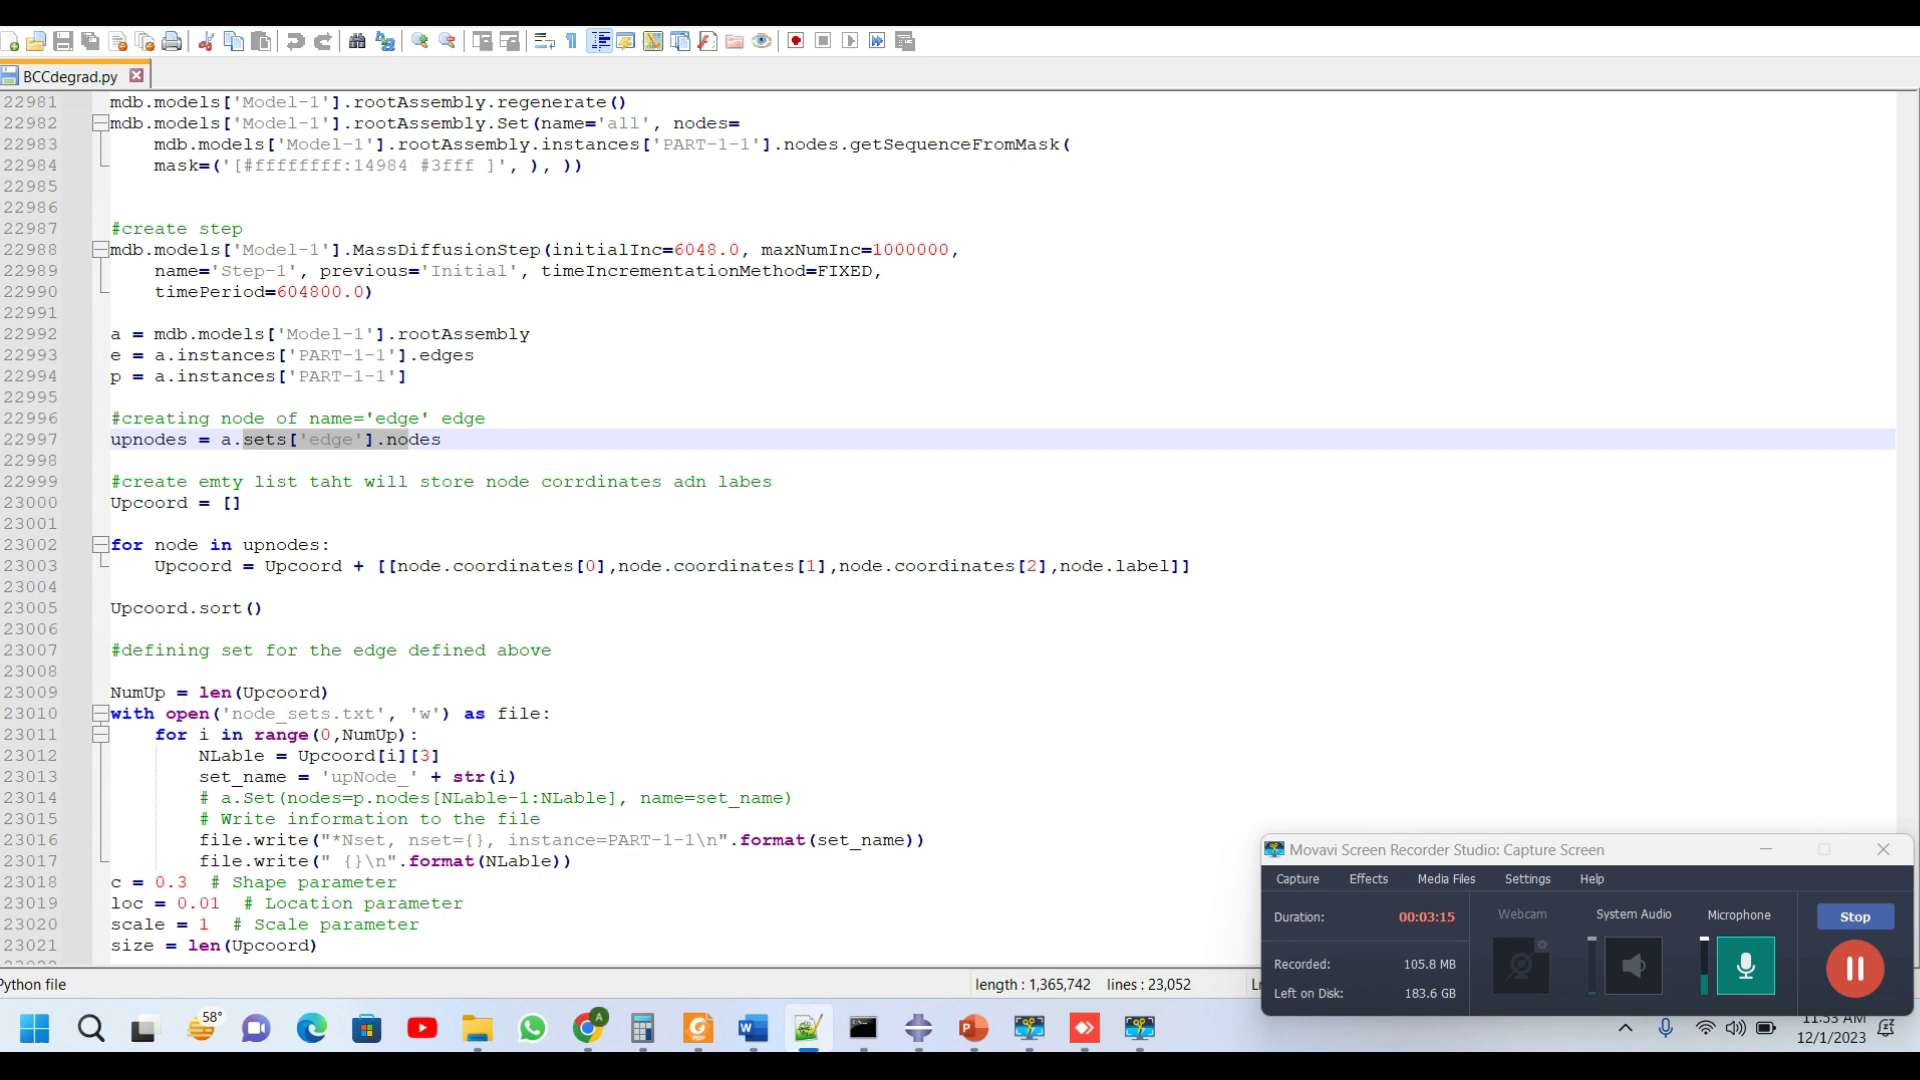 BCCdegrad.py
22981 mdb.models['Model-1'].rootAssembly.regenerate()
22982 mdb.models['Model-1'].rootAssembly.Set(name='all', nodes=
22983 mdb.models['Model-1'].rootAssembly.instances['PART-1-1'].nodes.getSequenceFromMask(
22984 mask=('[#ffffffff:14984 #3fff ]', ), ))
22985
22986
22987 #create step
22988 mdb.models['Model-1'].MassDiffusionStep(initialInc=6048.0, maxNumInc=1000000,
22989 name='Step-1', previous='Initial', timeIncrementationMethod=FIXED,
22990 timePeriod=604800.0)
22991
22992 a = mdb.models['Model-1'].rootAssembly
22993 e = a.instances['PART-1-1'].edges
22994 p = a.instances['PART-1-1']
22995
22996 #creating node of name='edge' edge
22997 upnodes = a.sets['edge'].nodes
22998
22999 #create emty list taht will store node corrdinates adn labes
23000 Upcoord = []
23001
23002 for node in upnodes:
23003 Upcoord = Upcoord + [[node.coordinates[0],node.coordinates[1],node.coordinates[2],node.label]]
23004
23005 Upcoord.sort()
23006
23007 #defining set for the edge defined above
23008
23009 NumUp = len(Upcoord)
23010 with open('node_sets.txt', 'w') as file:
23011 for i in range(0,NumUp):
23012 NLable = Upcoord[i][3]
23013 set_name = 'upNode_' + str(i)
23014 # a.Set(nodes=p.nodes[NLable-1:NLable], name=set_name)
23015 # Write information to the file
23016 file.write("*Nset, nset={}, instance=PART-1-1\n".format(set_name))
23017 file.write(" {}\n".format(NLable))
23018 c = 0.3 # Shape parameter
23019 loc = 0.01 # Location parameter
23020 scale = 1 # Scale parameter
23021 size = len(Upcoord)
Python file length : 1,365,742 lines : 23,052
Movavi Screen Recorder Studio: Capture Screen
Capture Effects Media Files Settings Help
Duration: 00:03:15 Webcam System Audio Microphone Stop
Recorded: 105.8 MB
Left on Disk: 183.6 GB
58°
11:53 AM
12/1/2023